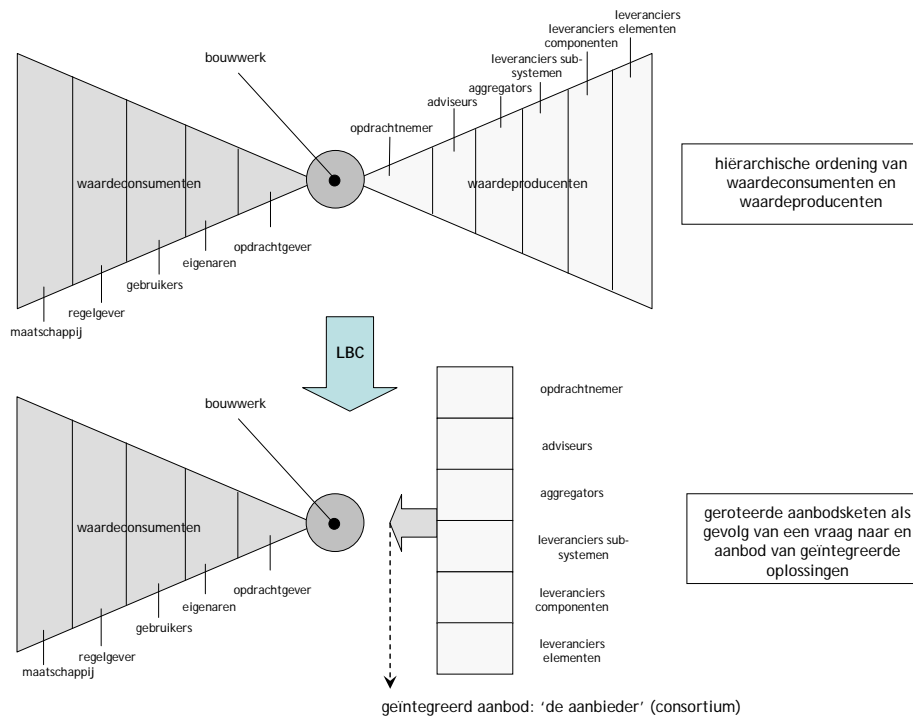 leveranciers
elementen
leveranciers
componenten
leveranciers sub-
systemen
aggregators
adviseurs
opdrachtnemer
bouwwerk
waardeconsumenten
waardeproducenten
opdrachtgever
eigenaren
gebruikers
regelgever
maatschappij
hiërarchische ordening van
waardeconsumenten en
waardeproducenten
LBC
bouwwerk
waardeconsumenten
opdrachtgever
eigenaren
gebruikers
regelgever
maatschappij
opdrachtnemer
adviseurs
aggregators
leveranciers sub-
systemen
leveranciers
componenten
leveranciers
elementen
geroteerde aanbodsketen als
gevolg van een vraag naar en
aanbod van geïntegreerde
oplossingen
geïntegreerd aanbod: ‘de aanbieder’ (consortium)